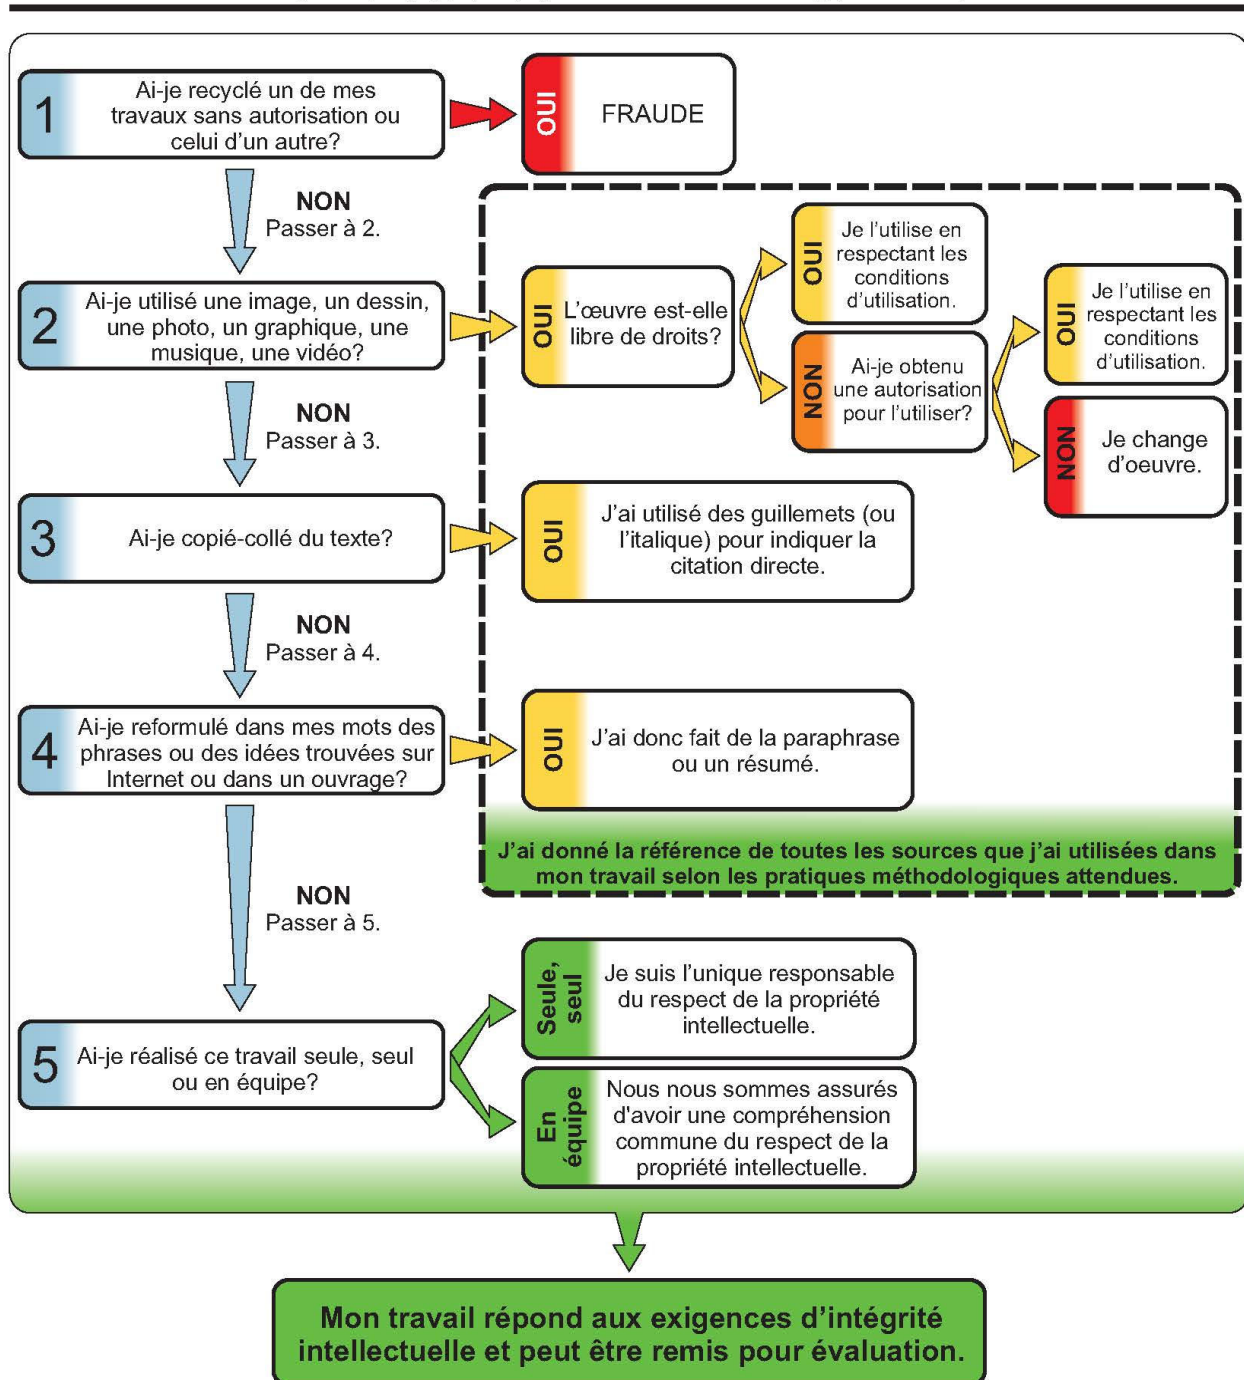 1
Ai-je recyclé un de mes
travaux sans autorisation ou
celui d'un autre?
OUI
FRAUDE
NON
Passer à 2.
2
Ai-je utilisé une image, un dessin,
une photo, un graphique, une
musique, une vidéo?
OUI
L'œuvre est-elle
libre de droits?
OUI
Je l'utilise en
respectant les
conditions
d'utilisation.
NON
Ai-je obtenu
une autorisation
pour l'utiliser?
OUI
Je l'utilise en
respectant les
conditions
d'utilisation.
NON
Je change
d'oeuvre.
NON
Passer à 3.
3
Ai-je copié-collé du texte?
OUI
J'ai utilisé des guillemets (ou
l'italique) pour indiquer la
citation directe.
NON
Passer à 4.
4
Ai-je reformulé dans mes mots des
phrases ou des idées trouvées sur
Internet ou dans un ouvrage?
OUI
J'ai donc fait de la paraphrase
ou un résumé.
J'ai donné la référence de toutes les sources que j'ai utilisées dans
mon travail selon les pratiques méthodologiques attendues.
NON
Passer à 5.
5
Ai-je réalisé ce travail seule, seul
ou en équipe?
Seule,
seul
Je suis l'unique responsable
du respect de la propriété
intellectuelle.
En
équipe
Nous nous sommes assurés
d'avoir une compréhension
commune du respect de la
propriété intellectuelle.
Mon travail répond aux exigences d'intégrité
intellectuelle et peut être remis pour évaluation.